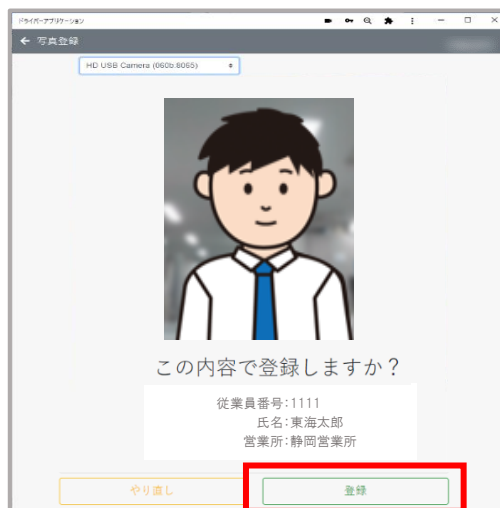 ドライバーアプリケーション
← 写真登録
HD USB Camera (060b:8065)
この内容で登録しますか？
従業員番号:1111
氏名:東海太郎
営業所:静岡営業所
やり直し
登録